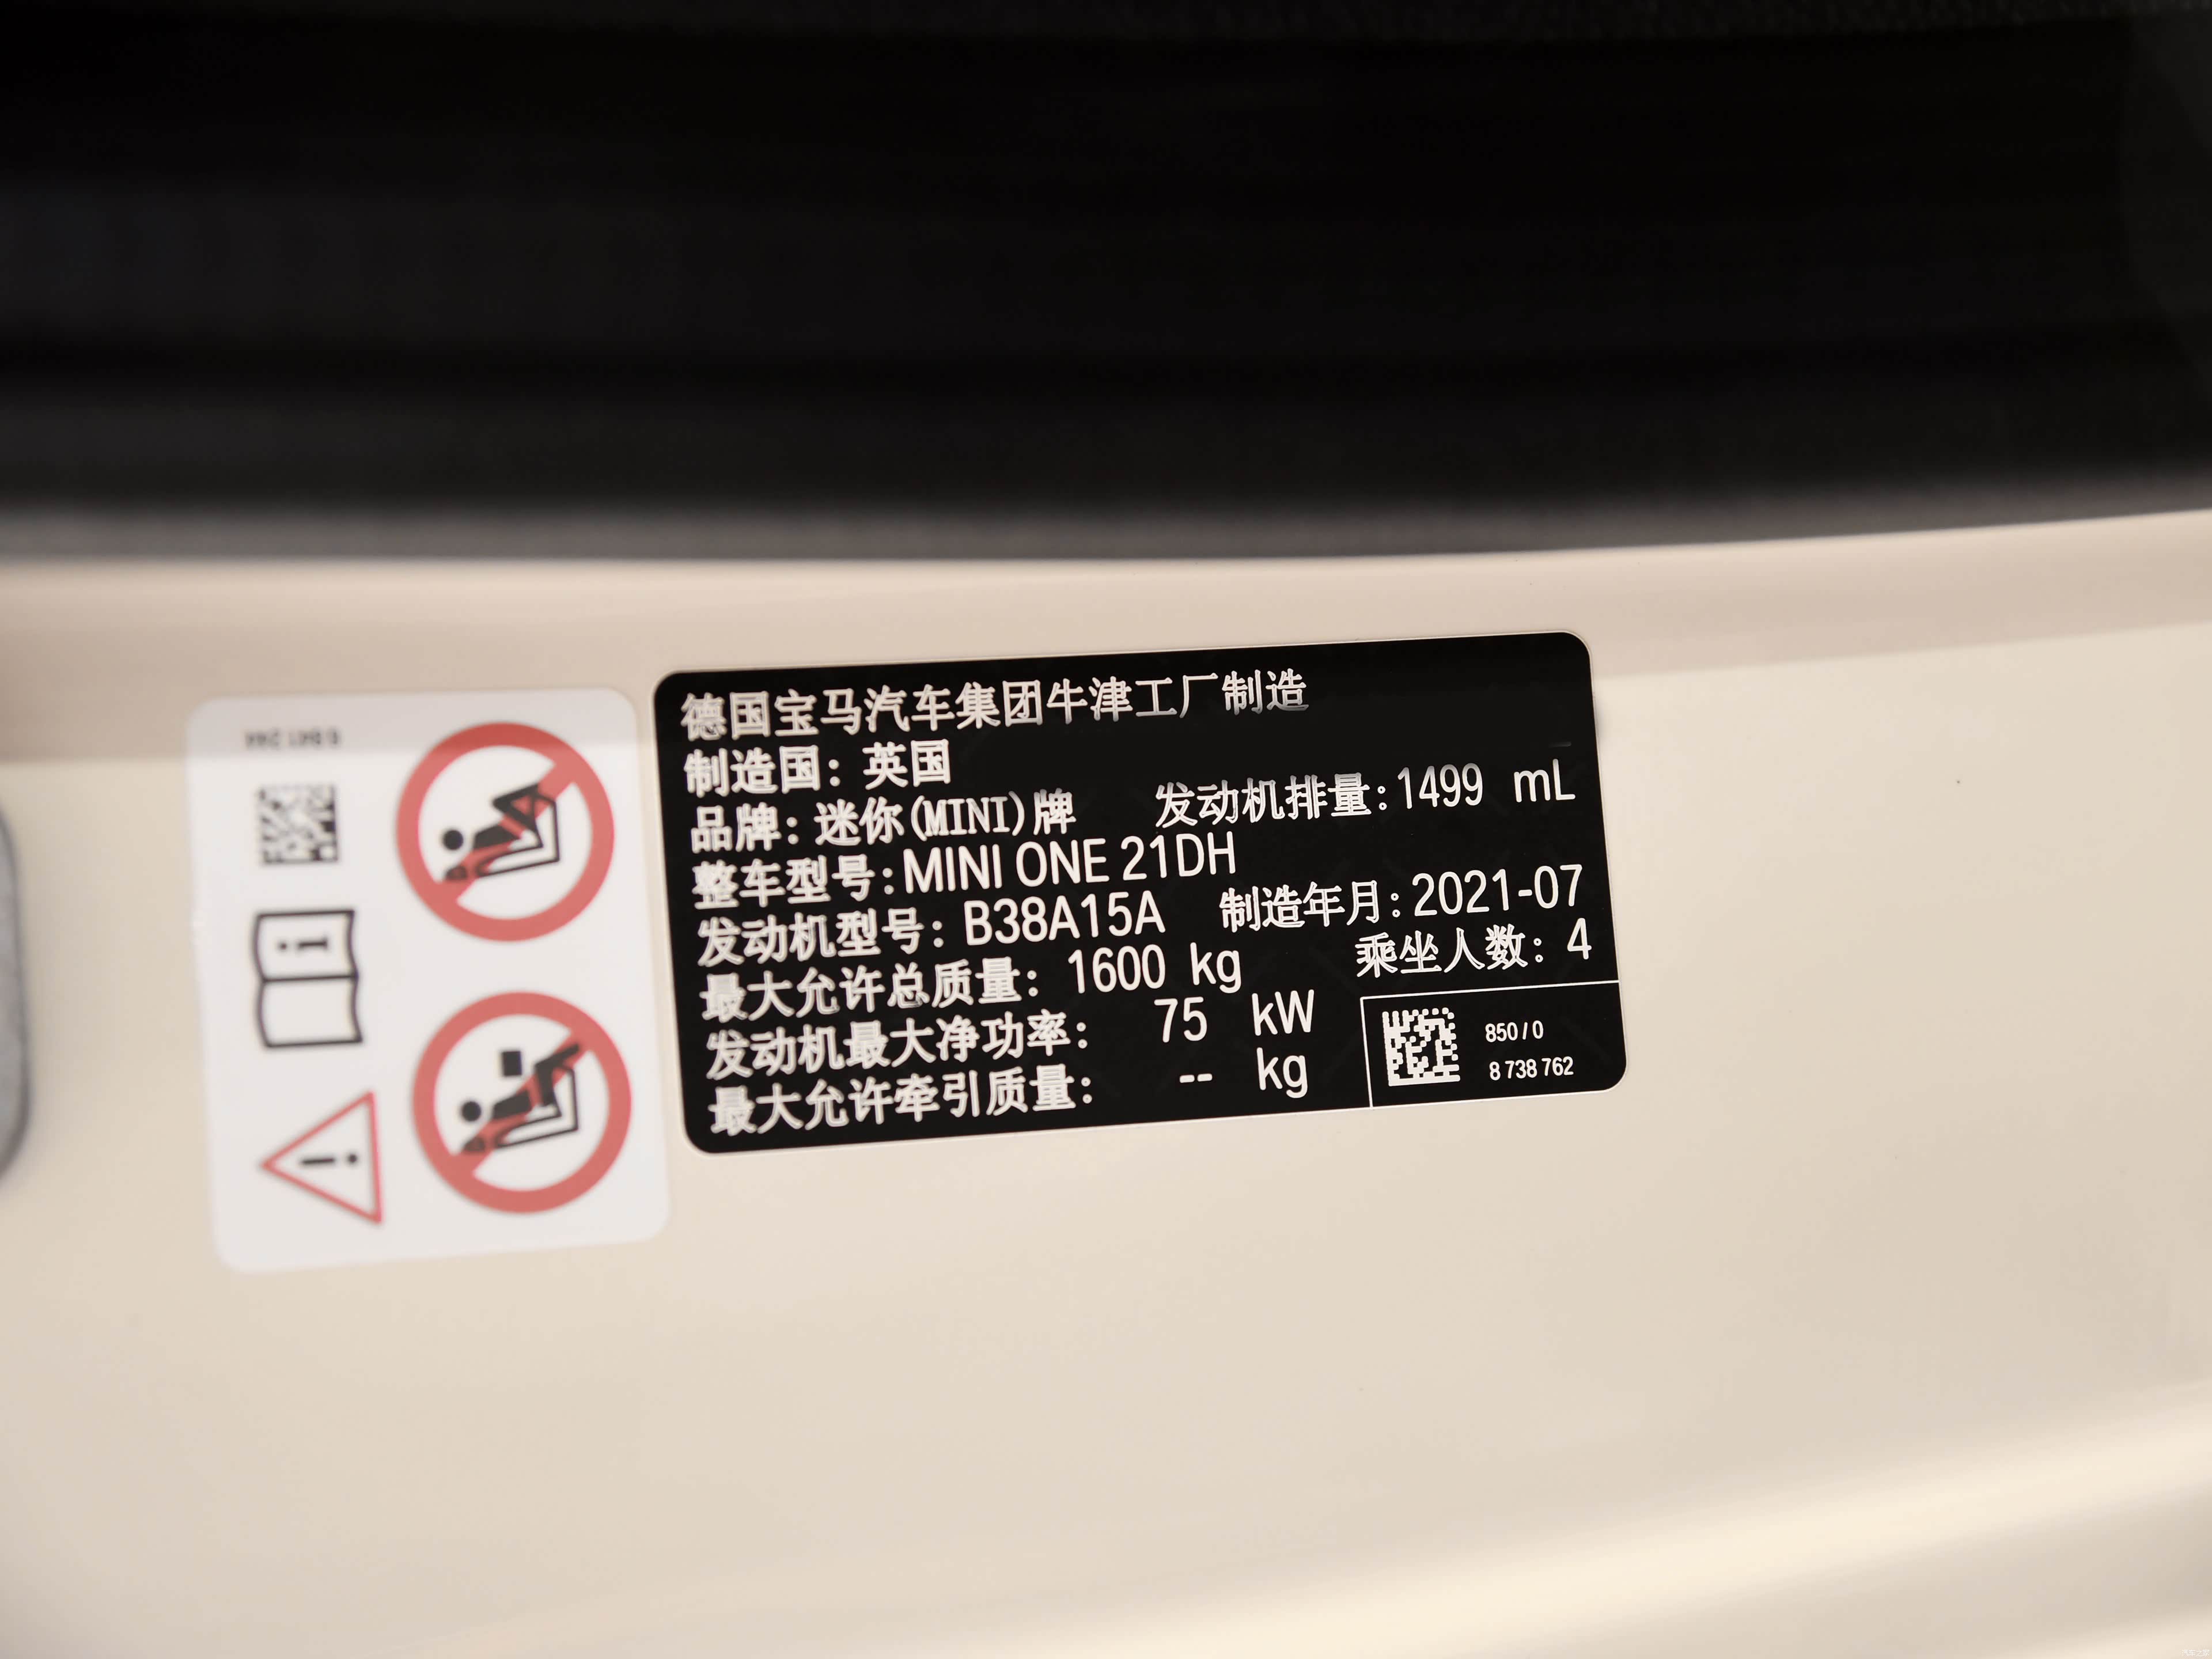 德国宝马汽车集团牛津工厂制造
制造国：英国
品牌：迷你(MINI)牌 发动机排量:1499 mL
整车型号:MINI ONE 21DH
发动机型号：B38A15A 制造年月:2021-07
最大允许总质量：1600 kg 乘坐人数：4
发动机最大净功率： 75 kW
最大允许牵引质量： -- kg
850 / 0
8 738 762